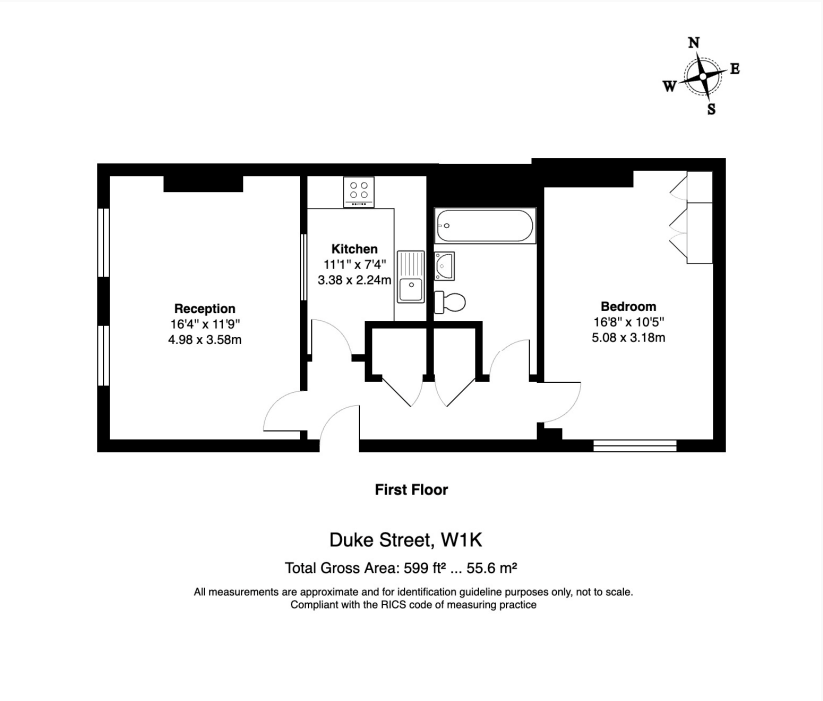 N
E
W
S
Kitchen
11'1" x 7'4"
3.38 x 2.24m
Reception
16'4" x 11'9"
4.98 x 3.58m
Bedroom
16'8" x 10'5"
5.08 x 3.18m
First Floor
Duke Street, W1K
Total Gross Area: 599 ft² ... 55.6 m²
All measurements are approximate and for identification guideline purposes only, not to scale.
Compliant with the RICS code of measuring practice